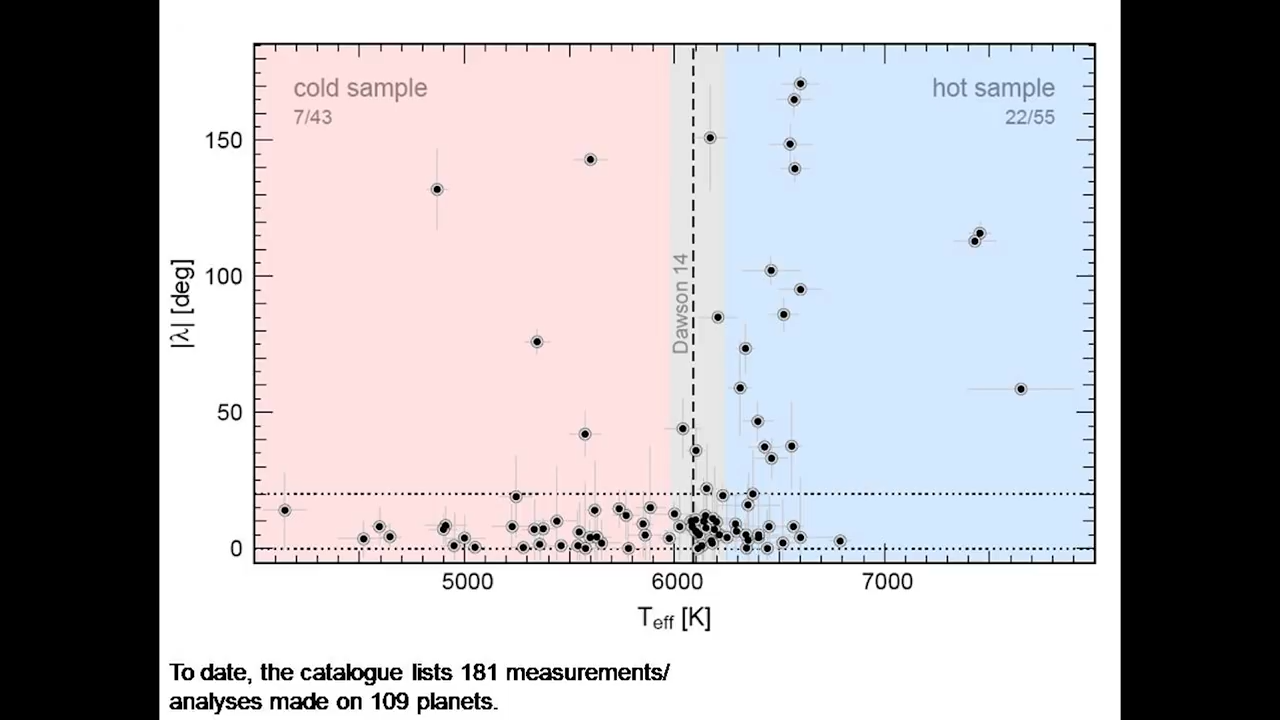 cold sample
7/43
hot sample
22/55
150
100
50
0
|λ| [deg]
Dawson 14
5000
6000
7000
Teff [K]
To date, the catalogue lists 181 measurements/
analyses made on 109 planets.